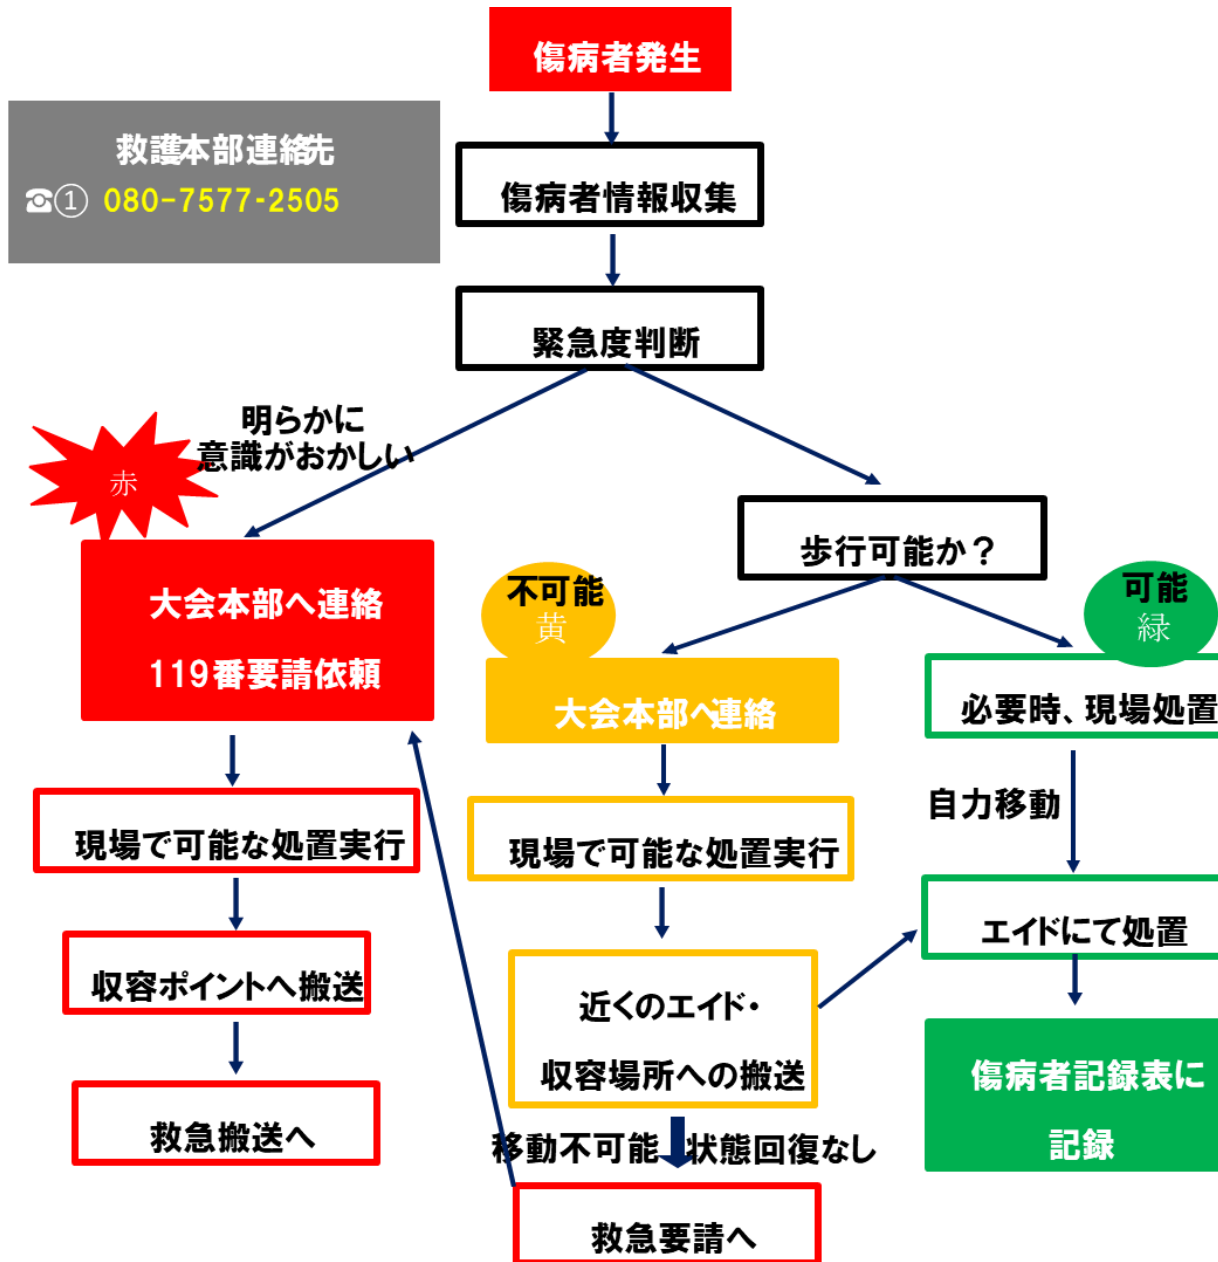 傷病者発生
救護本部連絡先
☎① 080-7577-2505
傷病者情報収集
緊急度判断
明らかに
意識がおかしい
赤
歩行可能か？
大会本部へ連絡
119番要請依頼
不可能
黄
可能
緑
大会本部へ連絡
必要時、現場処置
現場で可能な処置実行
現場で可能な処置実行
自力移動
収容ポイントへ搬送
近くのエイド・
収容場所への搬送
エイドにて処置
救急搬送へ
移動不可能
状態回復なし
傷病者記録表に
記録
救急要請へ